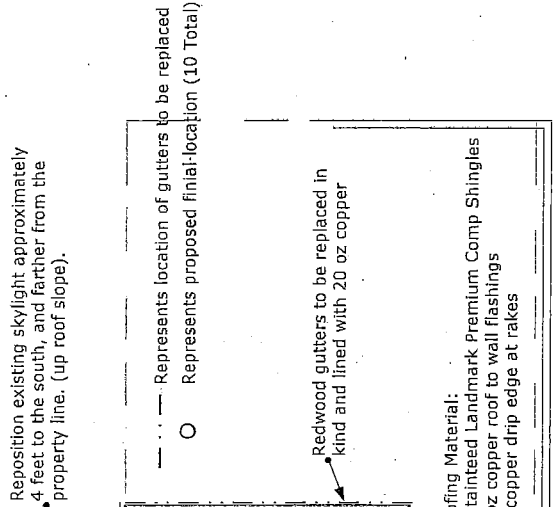 Reposition existing skylight approximately
4 feet to the south, and farther from the
property line. (up roof slope).
Represents location of gutters to be replaced
Represents proposed finial location (10 Total)
Redwood gutters to be replaced in
kind and lined with 20 oz copper
fing Material:
tainteed Landmark Premium Comp Shingles
oz copper roof to wall flashings
copper drip edge at rakes